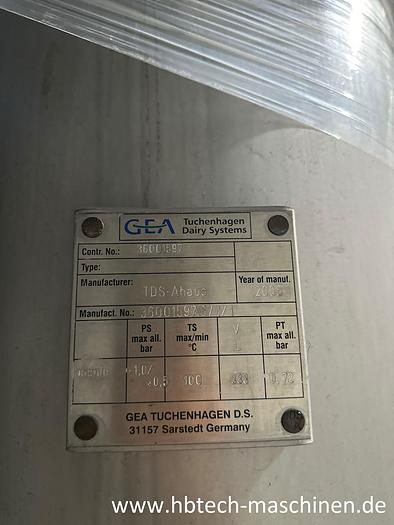 GEA Tuchenhagen
Dairy Systems
Contr. No.: 36001597
Type:
Manufacturer: Year of manuf.
TDS-Ahaus
Manufact. No.:
PS TS V PT
max all. max/min max all.
bar °C L bar
100
GEA TUCHENHAGEN D.S.
31157 Sarstedt Germany
www.hbtech-maschinen.de